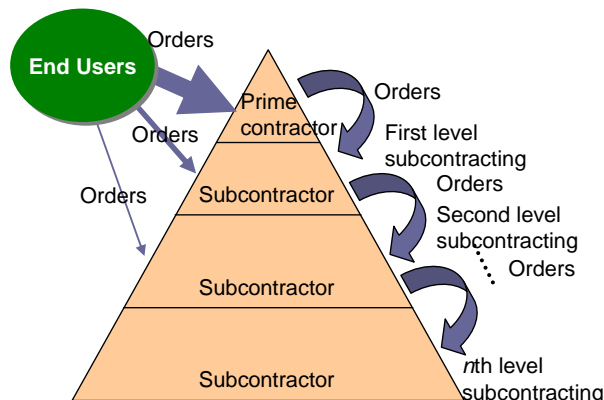 Orders
End Users
Prime
contractor
Orders
Orders
First level
subcontracting
Orders
Subcontractor
Orders
Second level
subcontracting
Orders
Subcontractor
nth level
subcontracting
Subcontractor